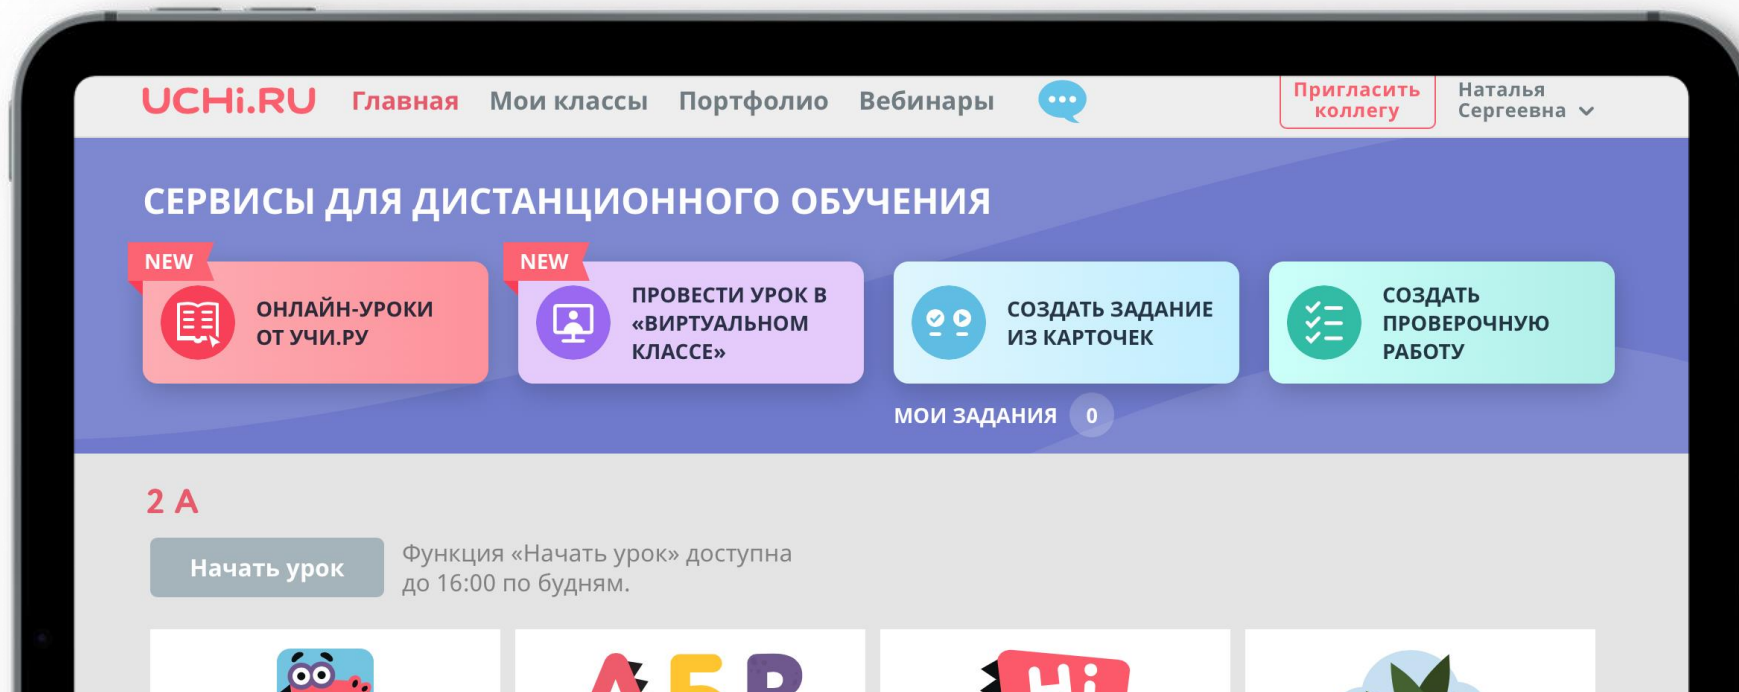 UCHi.RU Главная Мои классы Портфолио Вебинары Пригласить коллегу Наталья Сергеевна
СЕРВИСЫ ДЛЯ ДИСТАНЦИОННОГО ОБУЧЕНИЯ
NEW
ОНЛАЙН-УРОКИ
ОТ УЧИ.РУ
NEW
ПРОВЕСТИ УРОК В
«ВИРТУАЛЬНОМ
КЛАССЕ»
СОЗДАТЬ ЗАДАНИЕ
ИЗ КАРТОЧЕК
СОЗДАТЬ
ПРОВЕРОЧНУЮ
РАБОТУ
МОИ ЗАДАНИЯ 0
2 А
Начать урок
Функция «Начать урок» доступна
до 16:00 по будням.
А Б В
Hi